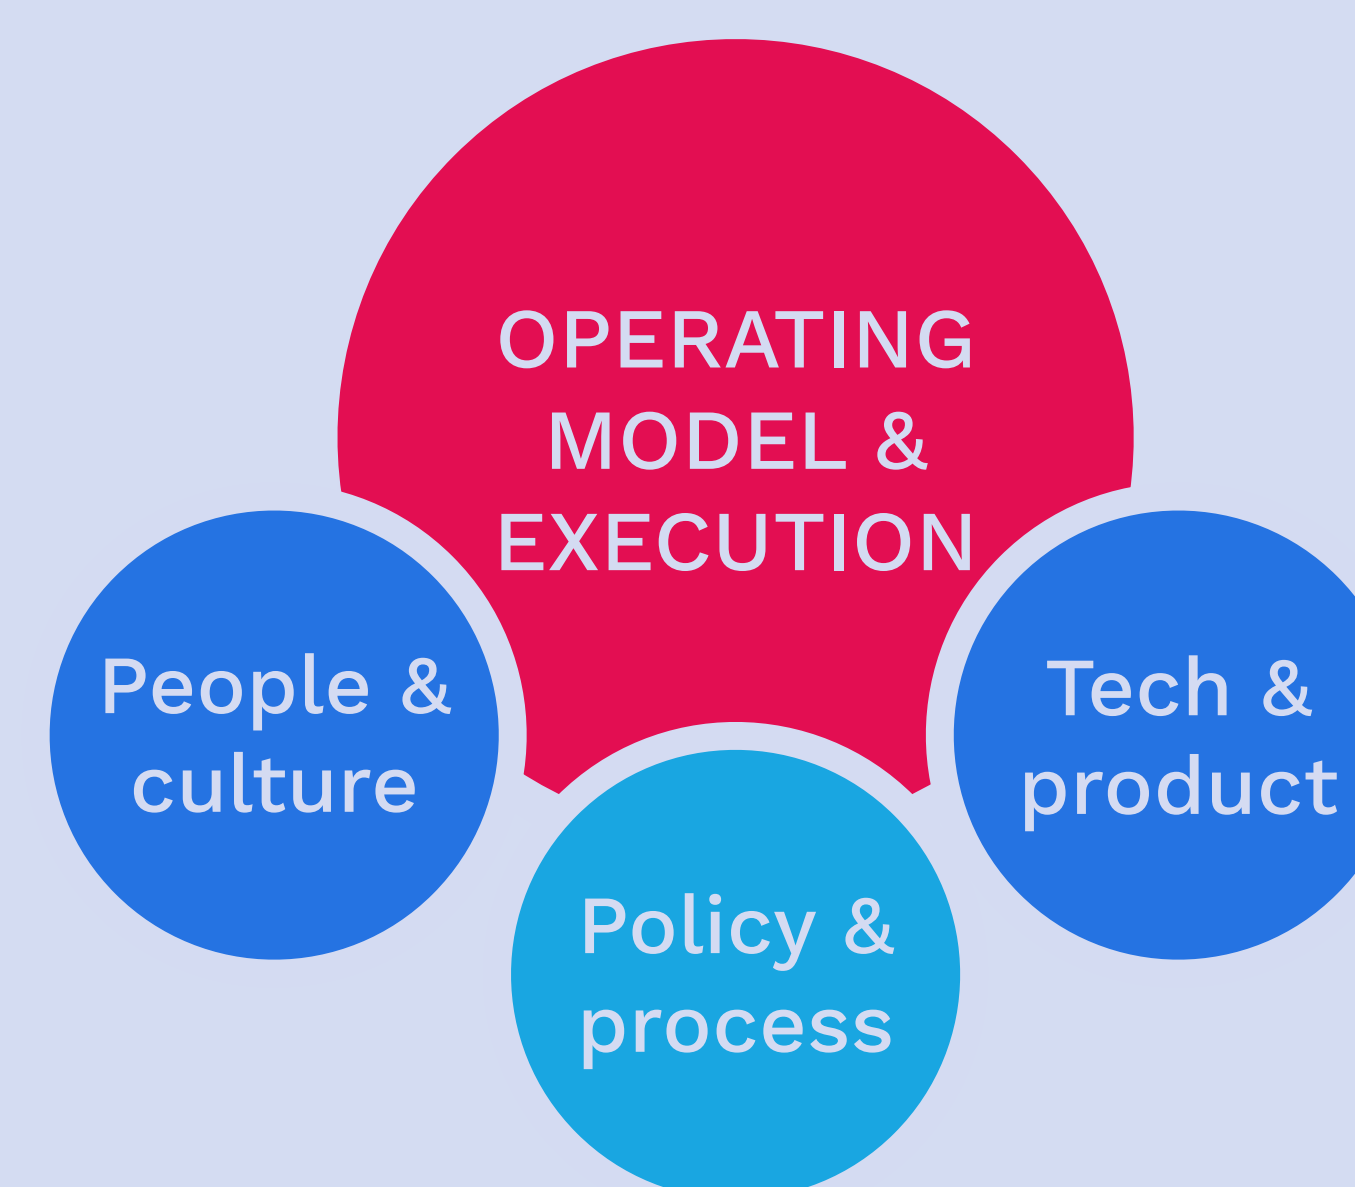 OPERATING
MODEL &
EXECUTION
People &
culture
Tech &
product
Policy &
process